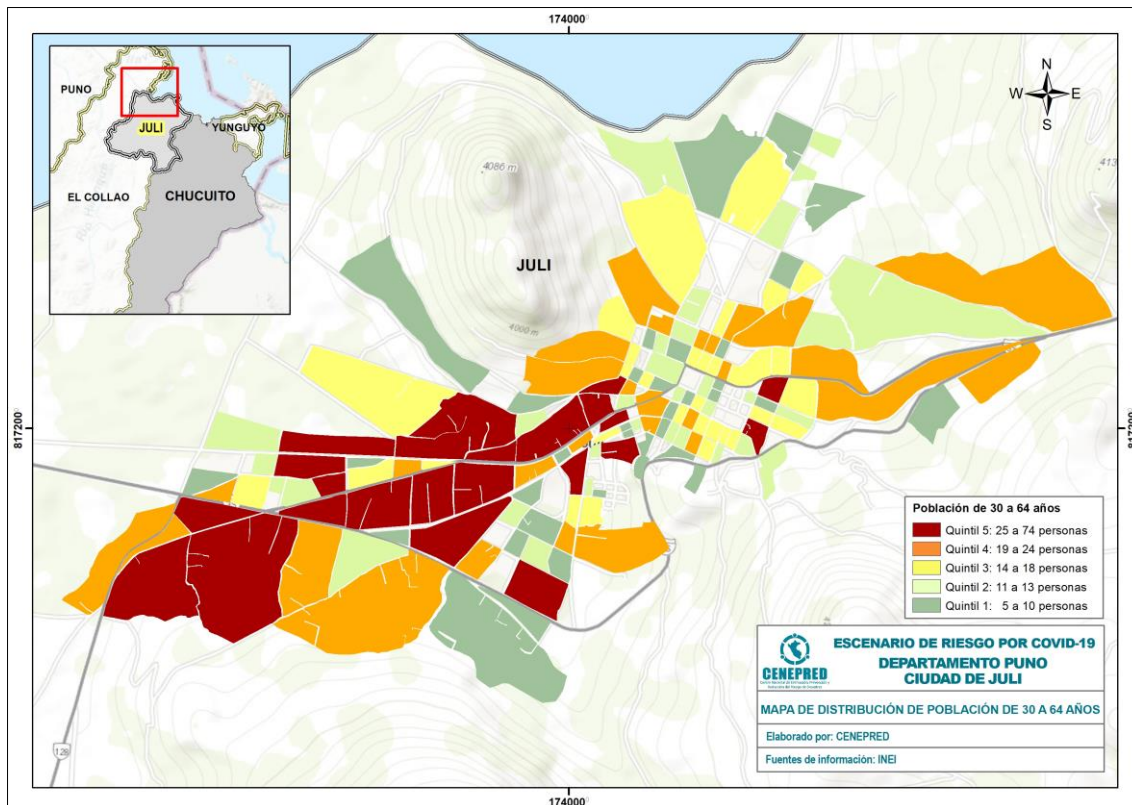 174000
PUNO
JULI
YUNGUYO
EL COLLAO
CHUCUITO
N
W E
S
4086 m
413
JULI
4000 m
817200
817200
Población de 30 a 64 años
Quintil 5: 25 a 74 personas
Quintil 4: 19 a 24 personas
Quintil 3: 14 a 18 personas
Quintil 2: 11 a 13 personas
Quintil 1: 5 a 10 personas
CENEPRED
ESCENARIO DE RIESGO POR COVID-19
DEPARTAMENTO PUNO
CIUDAD DE JULI
MAPA DE DISTRIBUCIÓN DE POBLACIÓN DE 30 A 64 AÑOS
Elaborado por: CENEPRED
Fuentes de información: INEI
128
174000